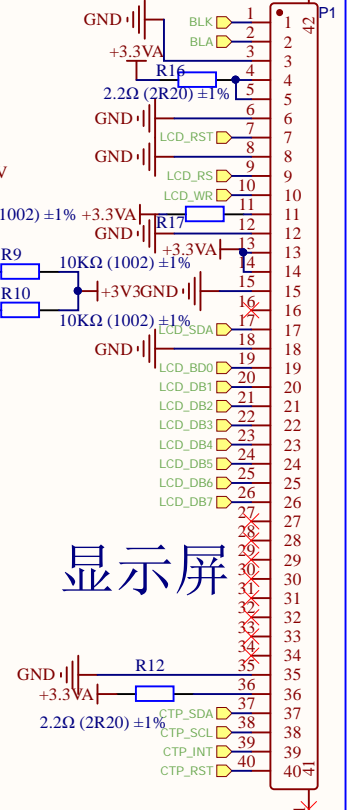 P1
42
GND
BLK 1 1
BLA 2 2
3 3
+3.3VA
R16 4 4
2.2Ω (2R20) ±1% 5 5
GND 6 6
LCD_RST 7 7
GND 8 8
LCD_RS 9 9
LCD_WR 10 10
1002) ±1% +3.3VA 11 11
R17
GND 12 12
+3.3VA 13 13
R9 10KΩ (1002) ±1% 14 14
+3V3 GND 15 15
R10
10KΩ (1002) ±1% 16 16
LCD_SDA 17 17
GND 18 18
LCD_BD0 19 19
LCD_DB1 20 20
LCD_DB2 21 21
LCD_DB3 22 22
LCD_DB4 23 23
LCD_DB5 24 24
LCD_DB6 25 25
LCD_DB7 26 26
27 27
28 28
显示屏
29 29
30 30
31 31
32 32
33 33
34 34
GND R12 35 35
+3.3VA 36 36
2.2Ω (2R20) ±1%
CTP_SDA 37 37
CTP_SCL 38 38
CTP_INT 39 39
CTP_RST 40 40
41